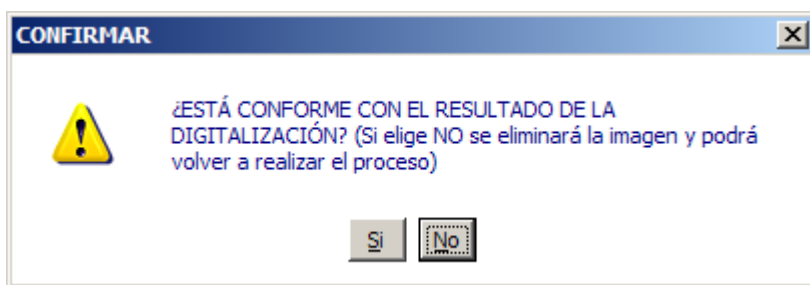 CONFIRMAR
¿ESTÁ CONFORME CON EL RESULTADO DE LA
DIGITALIZACIÓN? (Si elige NO se eliminará la imagen y podrá
volver a realizar el proceso)
Si No